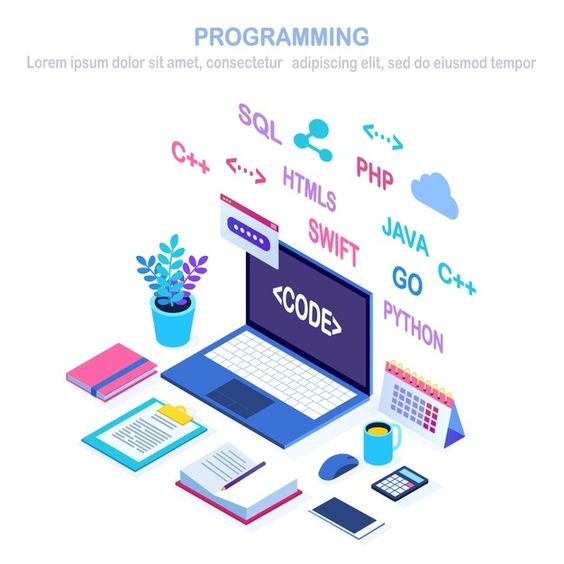 PROGRAMMING
Lorem ipsum dolor sit amet, consectetur adipiscing elit, sed do eiusmod tempor
SQL
<...>
C++
<...>
PHP
HTMLS
SWIFT
JAVA
GO
C++
<CODE>
PYTHON